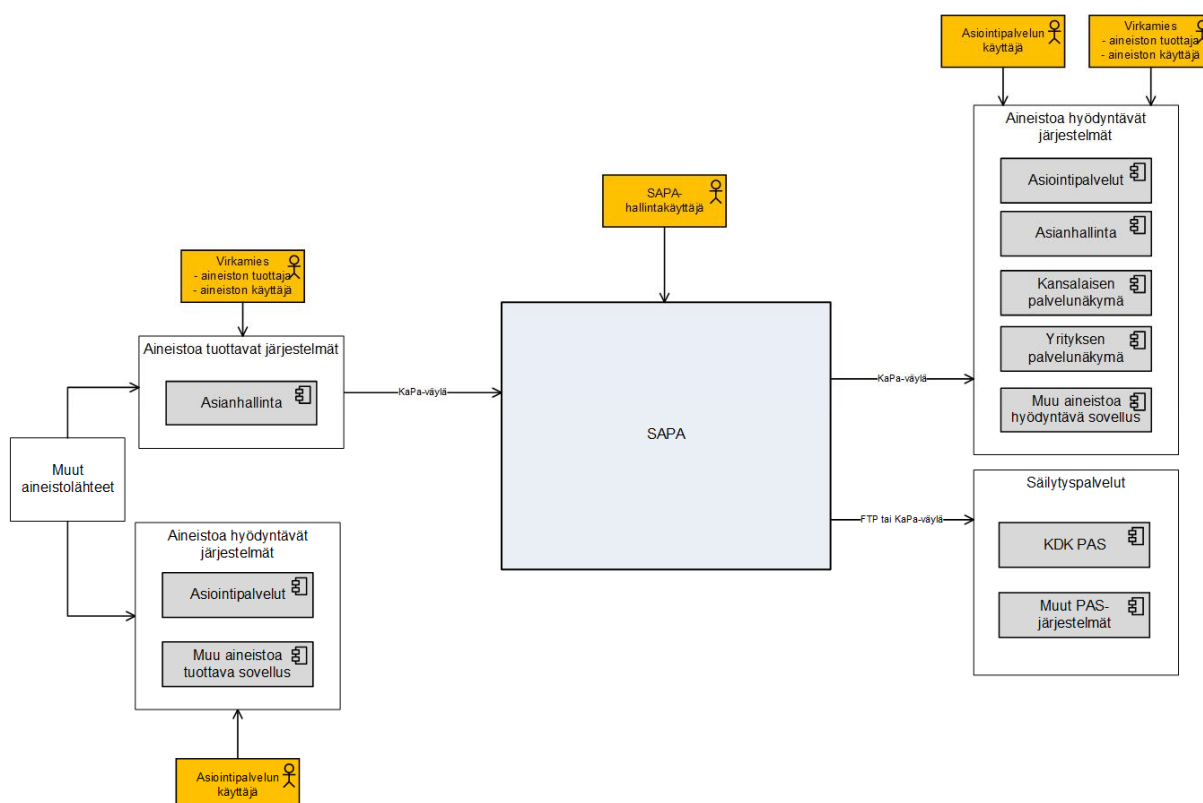 Asiointipalvelun
käyttäjä
Virkamies
- aineiston tuottaja
- aineiston käyttäjä
Aineistoa hyödyntävät
järjestelmät
Asiointipalvelut
Asianhallinta
Kansalaisen
palvelunäkymä
Yrityksen
palvelunäkymä
Muu aineistoa
hyödyntävä sovellus
SAPA-
hallintakäyttäjä
Virkamies
- aineiston tuottaja
- aineiston käyttäjä
Aineistoa tuottavat järjestelmät
Asianhallinta
KaPa-väylä
SAPA
KaPa-väylä
FTP tai KaPa-väylä
Muut
aineistolähteet
Säilytyspalvelut
KDK PAS
Muut PAS-
järjestelmät
Aineistoa hyödyntävät
järjestelmät
Asiointipalvelut
Muu aineistoa
tuottava sovellus
Asiointipalvelun
käyttäjä